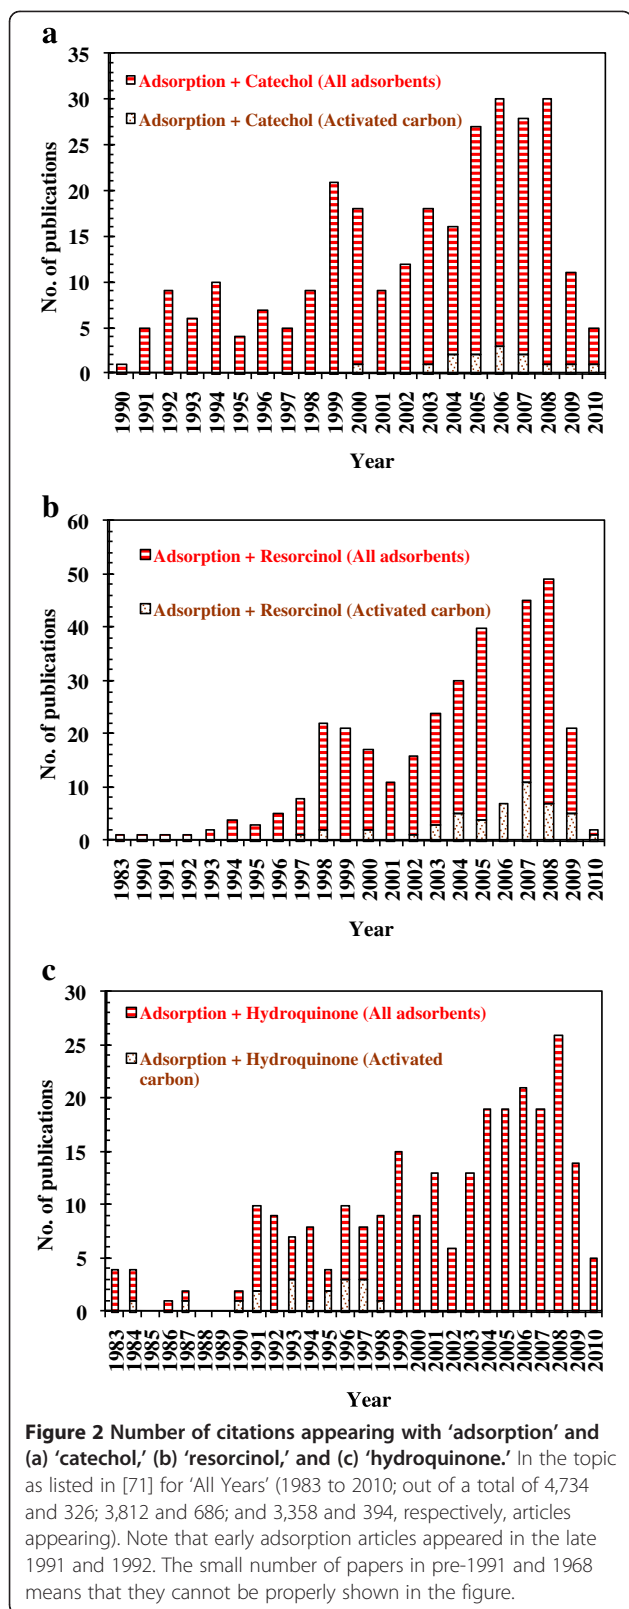 a
35
30
25
20
15
10
5
0
No. of publications
Adsorption + Catechol (All adsorbents)
Adsorption + Catechol (Activated carbon)
1990 1991 1992 1993 1994 1995 1996 1997 1998 1999 2000 2001 2002 2003 2004 2005 2006 2007 2008 2009 2010
Year
b
60
50
40
30
20
10
0
No. of publications
Adsorption + Resorcinol (All adsorbents)
Adsorption + Resorcinol (Activated carbon)
1983 1990 1991 1992 1993 1994 1995 1996 1997 1998 1999 2000 2001 2002 2003 2004 2005 2006 2007 2008 2009 2010
Year
c
30
25
20
15
10
5
0
No. of publications
Adsorption + Hydroquinone (All adsorbents)
Adsorption + Hydroquinone (Activated
carbon)
1983 1984 1985 1986 1987 1988 1989 1990 1991 1992 1993 1994 1995 1996 1997 1998 1999 2000 2001 2002 2003 2004 2005 2006 2007 2008 2009 2010
Year
Figure 2 Number of citations appearing with ‘adsorption’ and
(a) ‘catechol,’ (b) ‘resorcinol,’ and (c) ‘hydroquinone.’ In the topic
as listed in [71] for ‘All Years’ (1983 to 2010; out of a total of 4,734
and 326; 3,812 and 686; and 3,358 and 394, respectively, articles
appearing). Note that early adsorption articles appeared in the late
1991 and 1992. The small number of papers in pre-1991 and 1968
means that they cannot be properly shown in the figure.